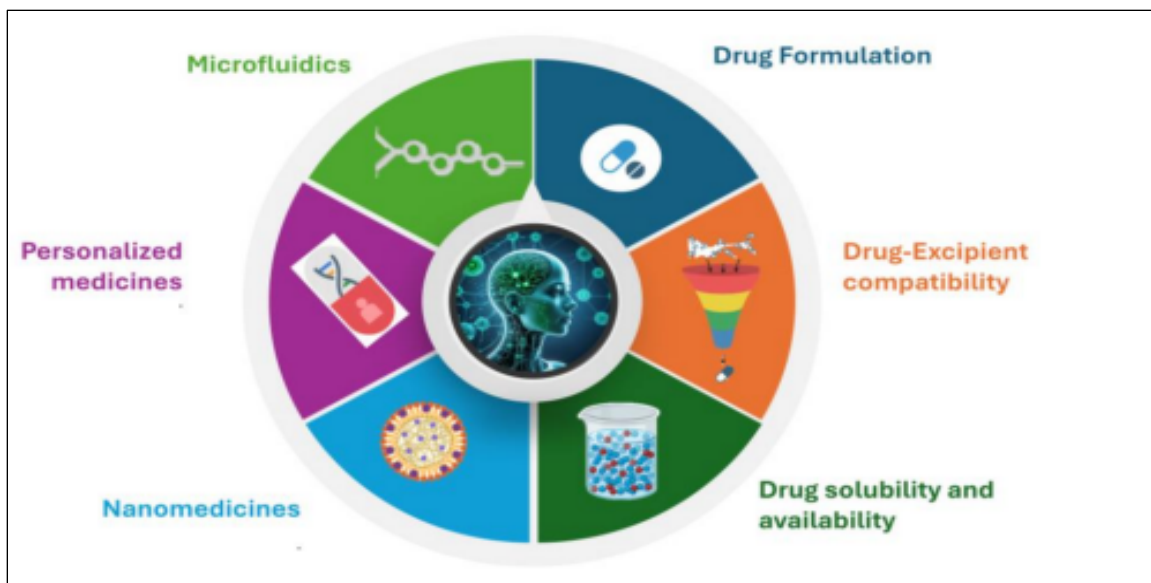 Microfluidics
Drug Formulation
Personalized
medicines
Drug-Excipient
compatibility
Nanomedicines
Drug solubility and
availability